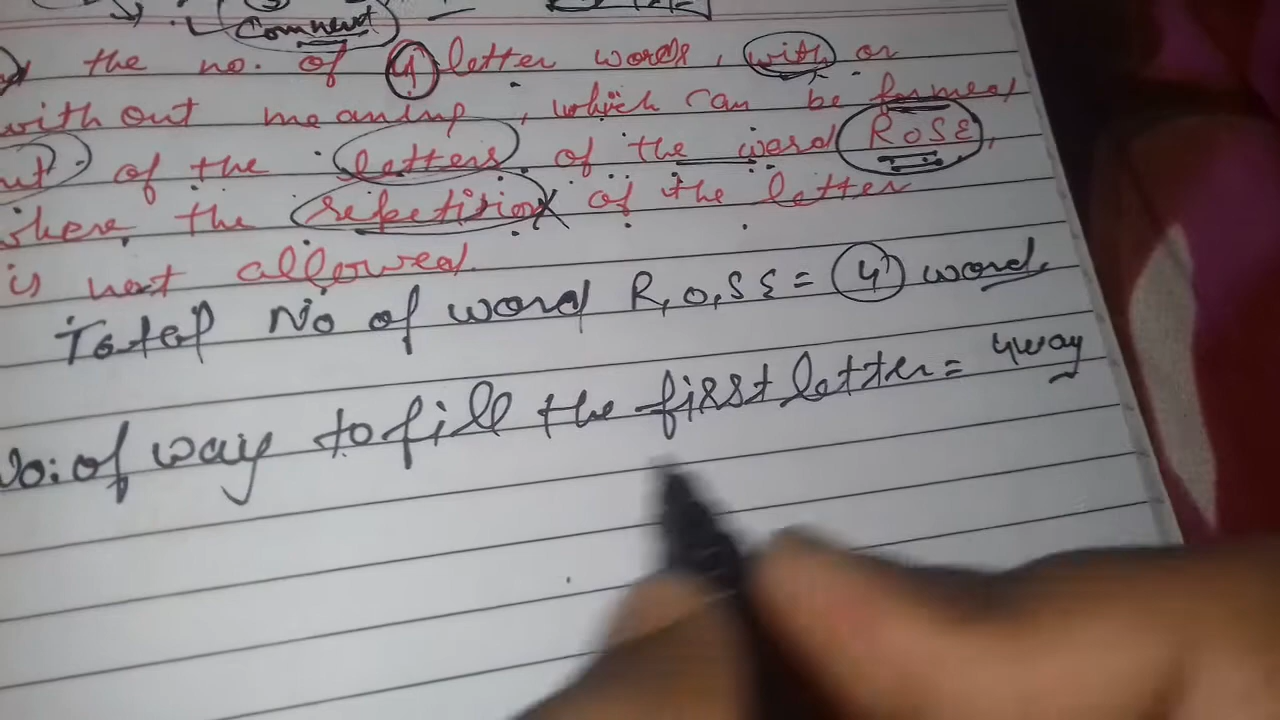 Comment
the no. of 4 letter words, with or
with out meaning, which can be formed
out of the letters of the word ROSE,
where the repetition of the letter
is not allowed.
Total No of word R, O, S E = 4 word
No: of way to fill the first letter = 4 way